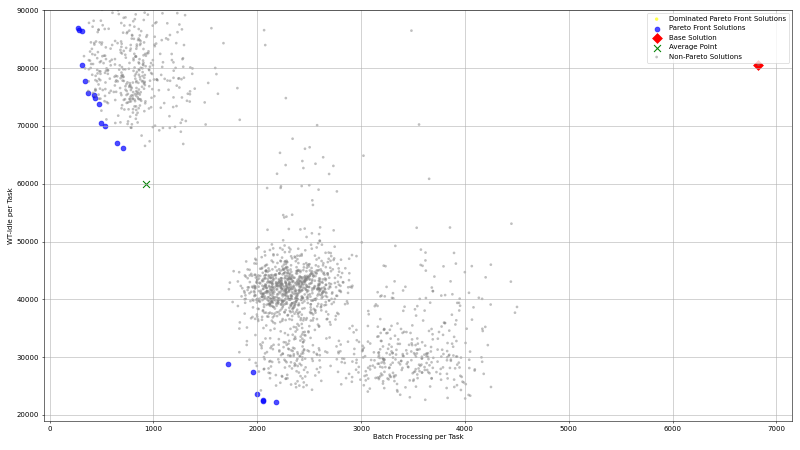 Dominated Pareto Front Solutions
Pareto Front Solutions
Base Solution
Average Point
Non-Pareto Solutions
90000
80000
70000
60000
50000
40000
30000
20000
WT-Idle per Task
0 1000 2000 3000 4000 5000 6000 7000
Batch Processing per Task